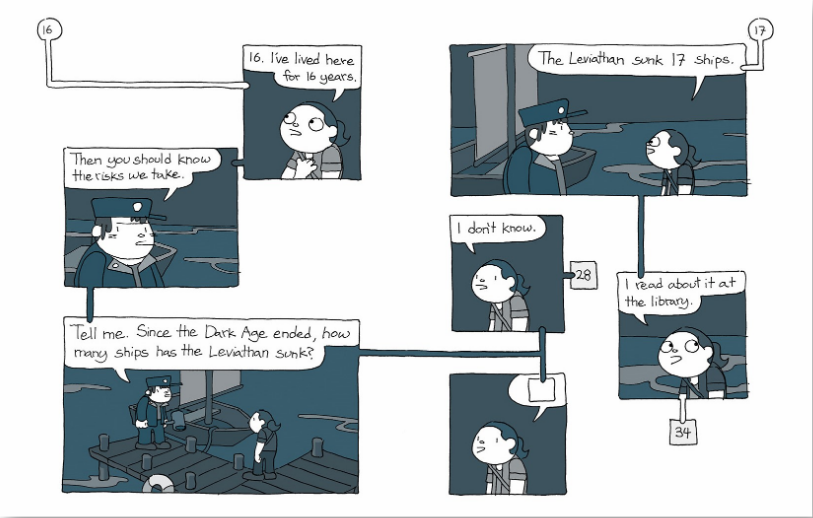 16
16. I've lived here
for 16 years.
Then you should know
the risks we take.
Tell me. Since the Dark Age ended, how
many ships has the Leviathan sunk?
17
The Leviathan sunk 17 ships.
I don't know.
28
I read about it at
the library.
34